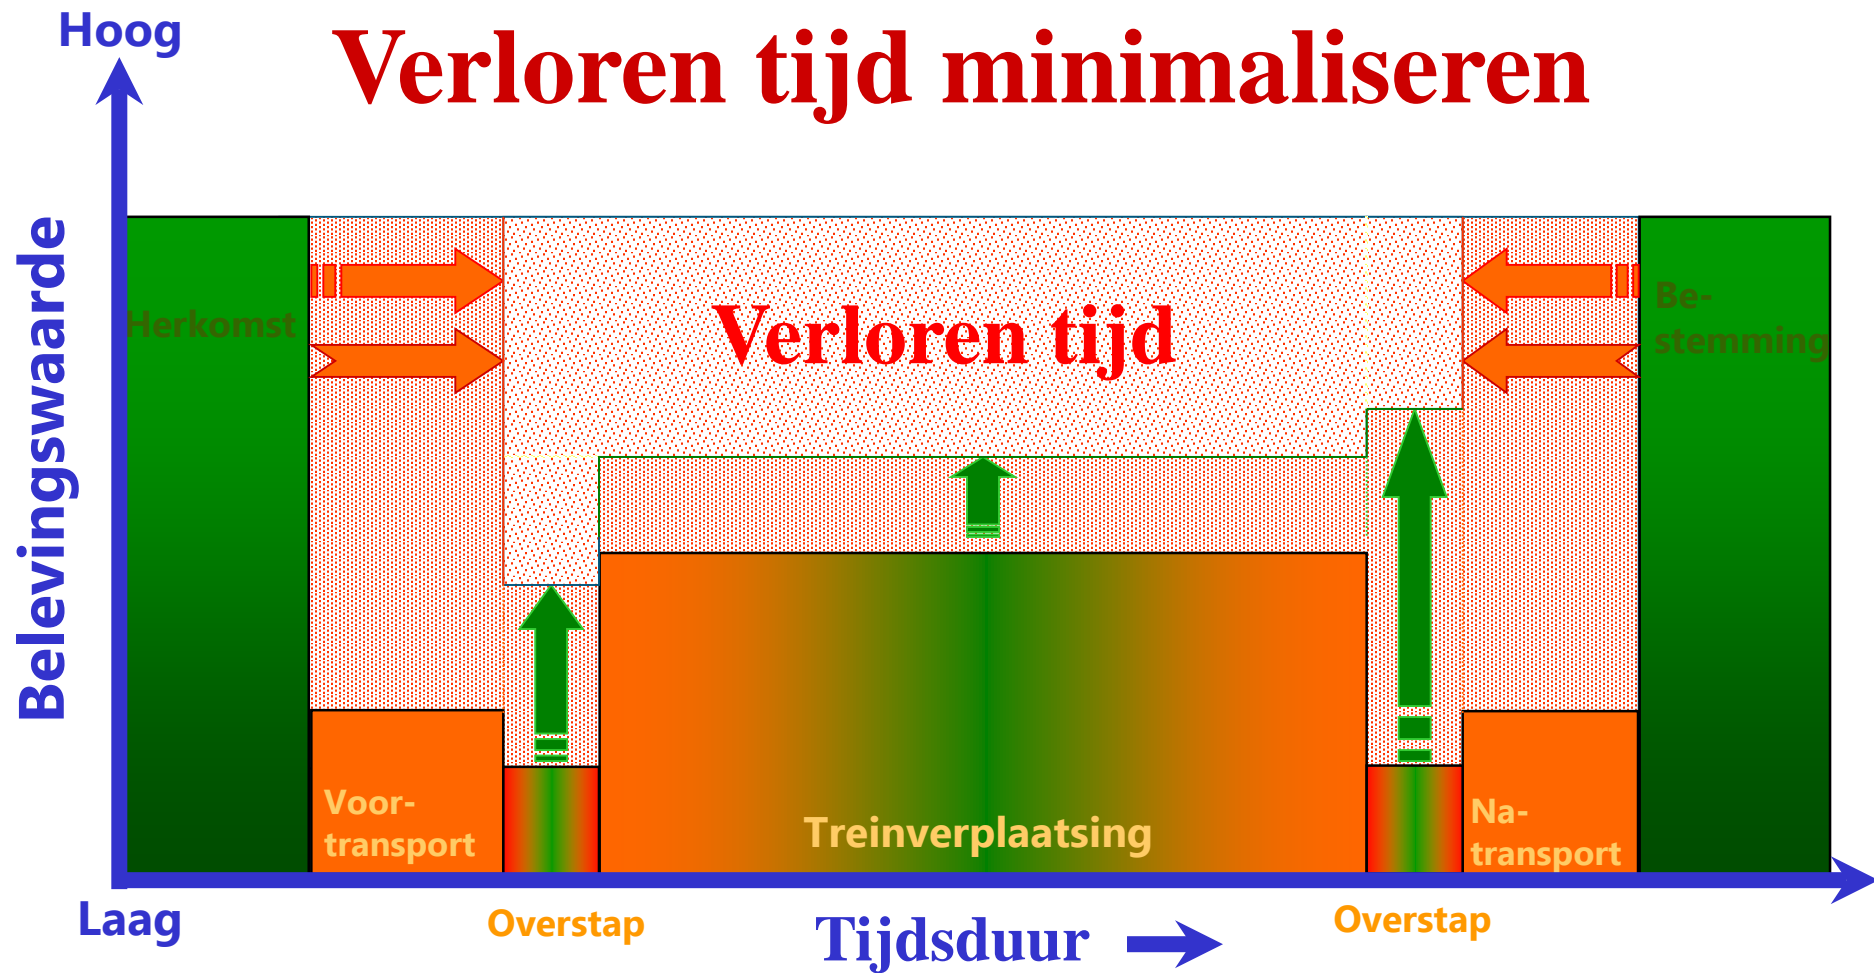 Hoog
Verloren tijd minimaliseren
Belevingswaarde
Herkomst
Verloren tijd
Be-
stemming
Voor-
transport
Treinverplaatsing
Na-
transport
Laag
Overstap
Tijdsduur
Overstap